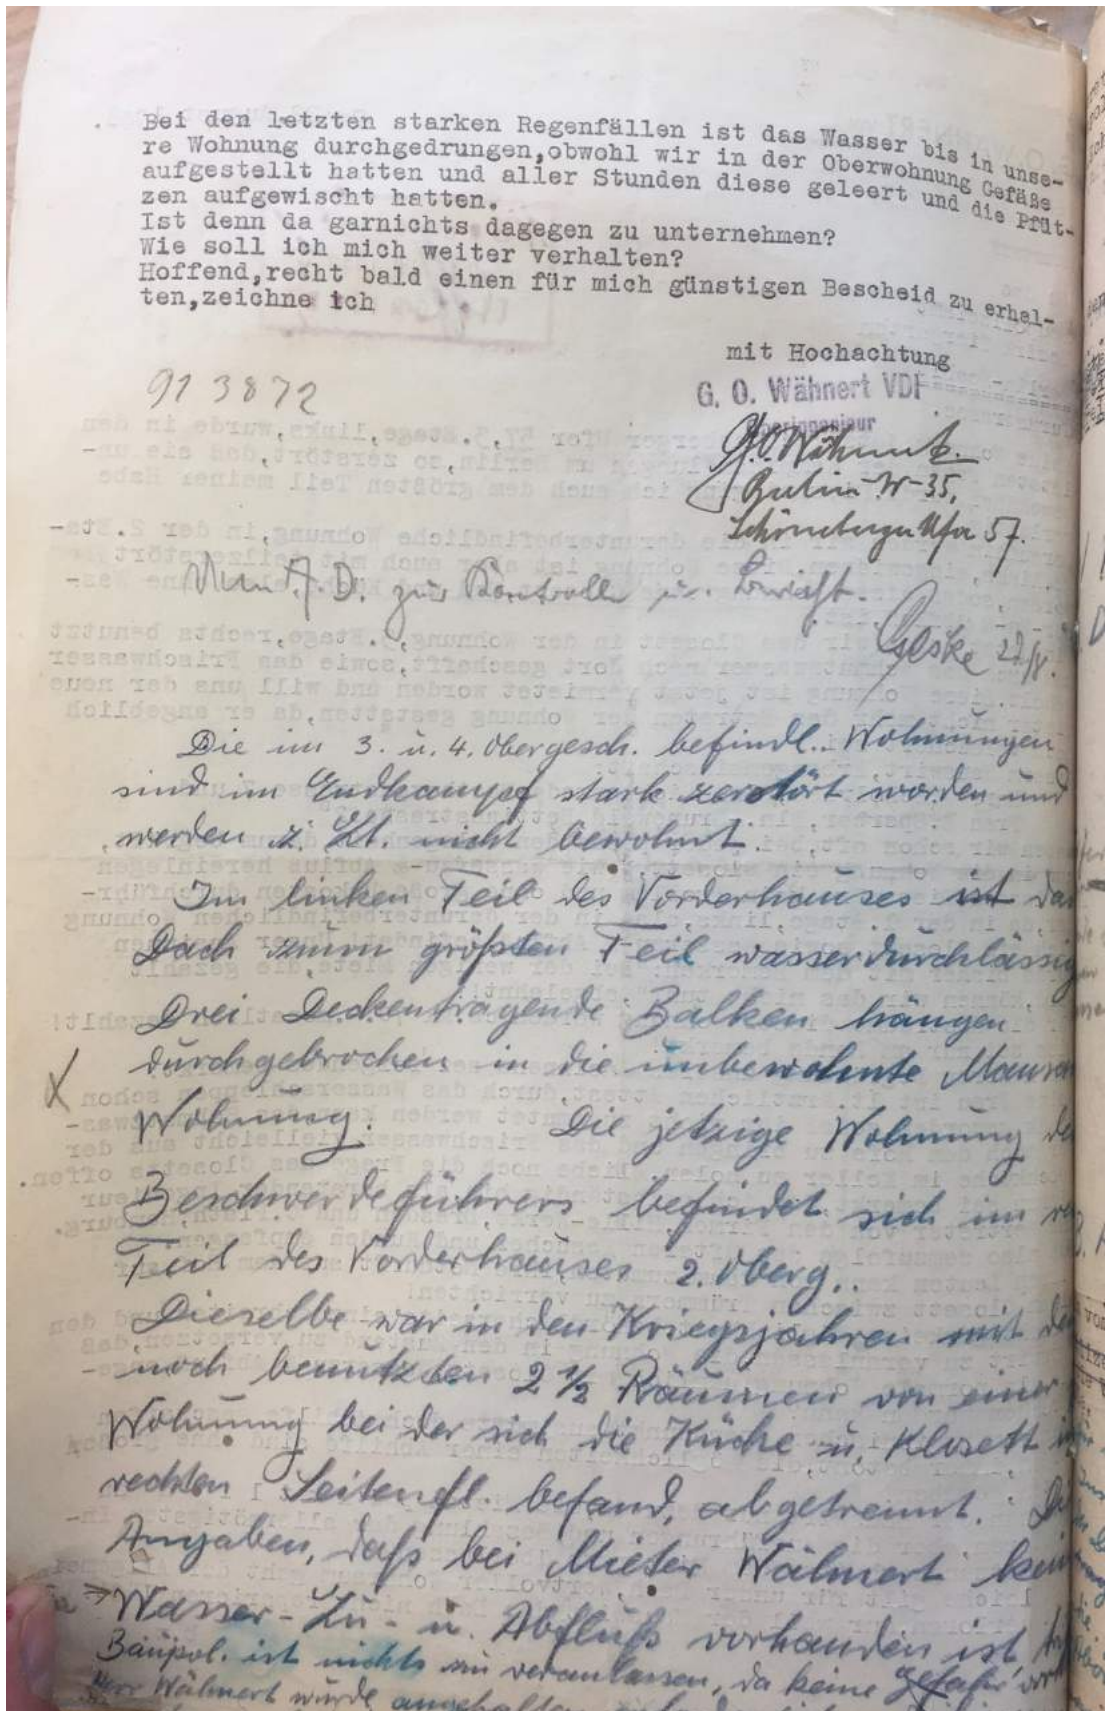 Bei den letzten starken Regenfällen ist das Wasser bis in unse-
re Wohnung durchgedrungen,obwohl wir in der Oberwohnung Gefäße
aufgestellt hatten und aller Stunden diese geleert und die Pfüt-
zen aufgewischt hatten.
Ist denn da garnichts dagegen zu unternehmen?
Wie soll ich mich weiter verhalten?
Hoffend,recht bald einen für mich günstigen Bescheid zu erhal-
ten,zeichne ich
mit Hochachtung
G. O. Wähnert VDI
Oberingenieur
913872
G.O. Wähnert.
Berlin W-35,
Schöneberger Ufer 57.
A. D. zur Kontrolle u. Bericht.
Geske 27/8.
Die im 3. u. 4. Obergesch. befindl. Wohnungen
sind im Endkampf stark zerstört worden und
werden z. Zt. nicht bewohnt.
Im linken Teil des Vorderhauses ist das
Dach zum größten Teil wasserdurchlässig
Drei Deckentragende Balken hängen
durchgebrochen in die unbewohnte
Wohnung. Die jetzige Wohnung
Beschwerdeführers befindet sich im
Teil des Vorderhauses 2. Oberg..
Dieselbe war in den Kriegsjahren mit
noch benutzten 2 ½ Räumen von einer
Wohnung bei der sich die Küche u. Klosett
rechten Seitenfl. befand, abgetrennt.
Angaben, daß bei Mieter Wähnert kein
Wasser-Zu- u. Abfluß vorhanden ist
Baupol. ist nichts zu veranlassen, da keine Gefahr
Herr Wähnert wurde angehalten